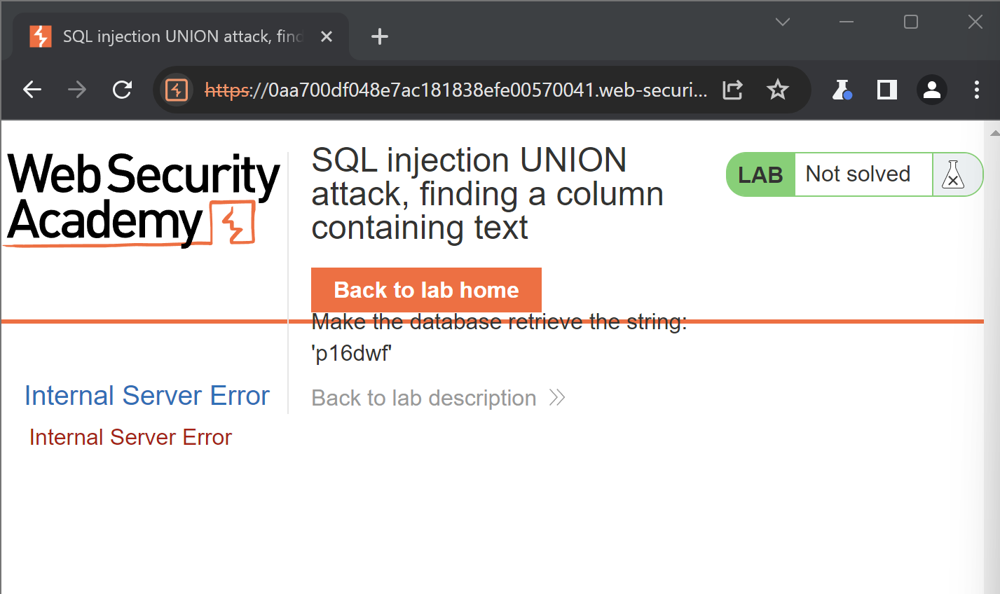 SQL injection UNION attack, find
https://0aa700df048e7ac181838efe00570041.web-securi...
Web Security
Academy
SQL injection UNION
attack, finding a column
containing text
LAB
Not solved
Back to lab home
Make the database retrieve the string:
'p16dwf'
Back to lab description
Internal Server Error
Internal Server Error